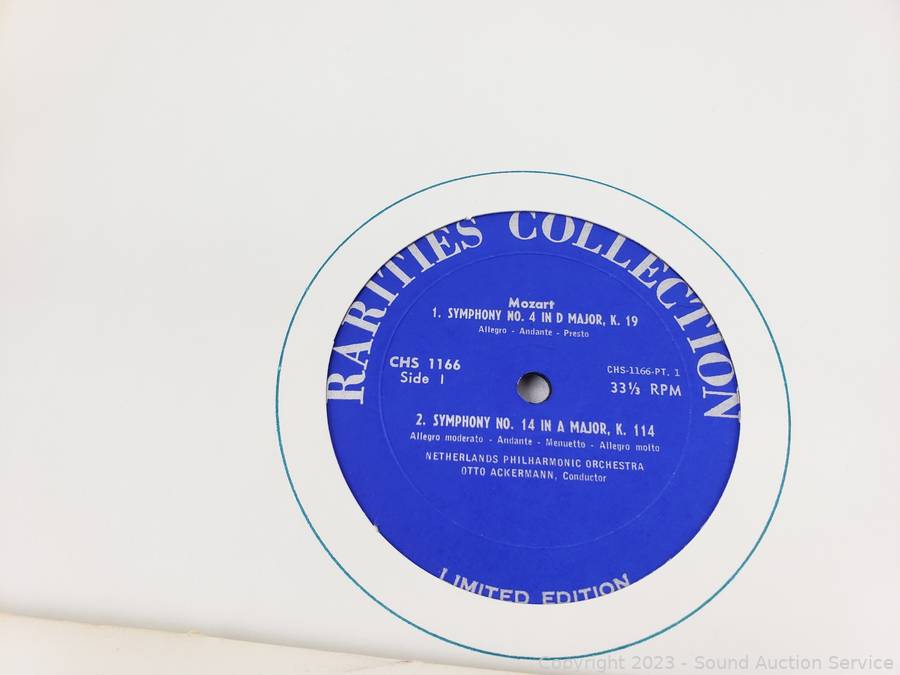 RARITIES COLLECTION
Mozart
1. SYMPHONY NO. 4 IN D MAJOR, K. 19
Allegro - Andante - Presto
CHS 1166
Side 1
CHS-1166-PT. 1
33⅓ RPM
2. SYMPHONY NO. 14 IN A MAJOR, K. 114
Allegro moderato - Andante - Menuetto - Allegro molto
NETHERLANDS PHILHARMONIC ORCHESTRA
OTTO ACKERMANN, Conductor
LIMITED EDITION
Copyright 2023 - Sound Auction Service